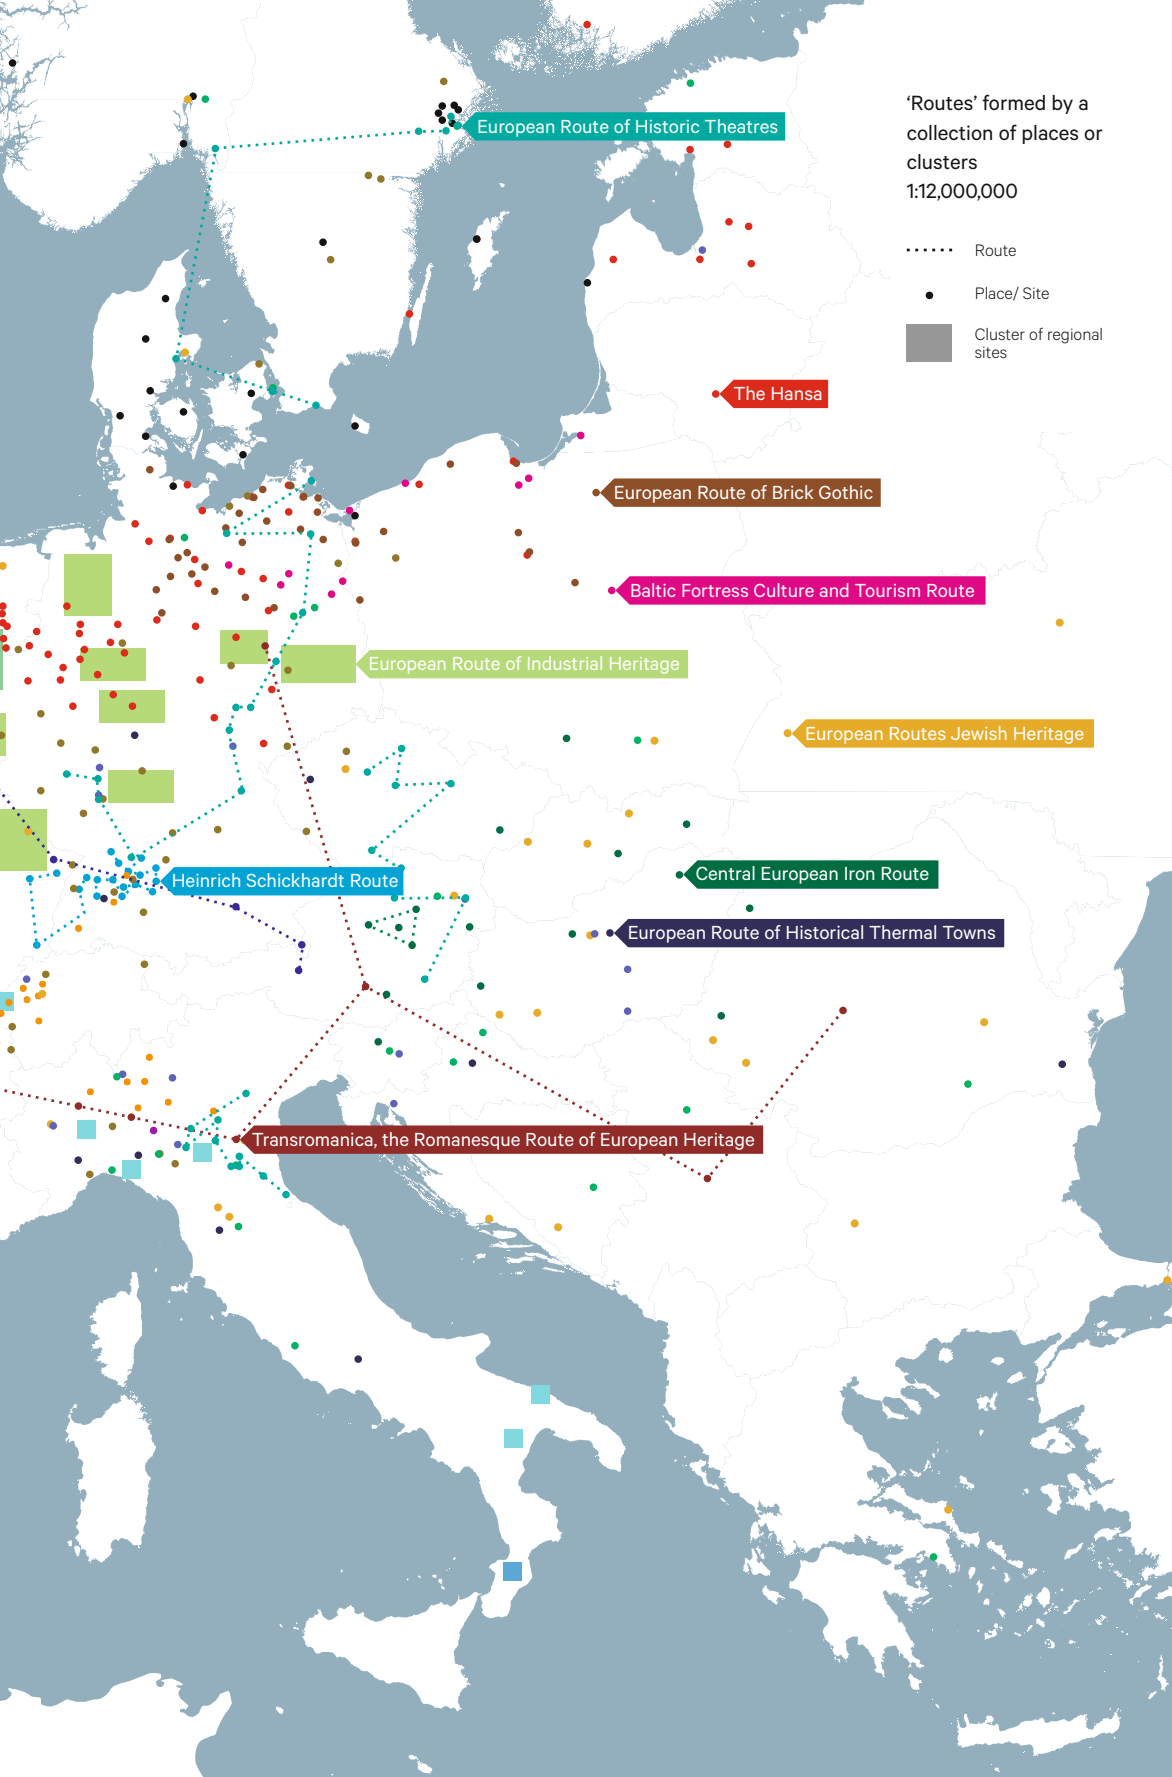 ‘Routes’ formed by a
collection of places or
clusters
1:12,000,000
Route
Place/ Site
Cluster of regional
sites
European Route of Historic Theatres
The Hansa
European Route of Brick Gothic
Baltic Fortress Culture and Tourism Route
European Route of Industrial Heritage
European Routes Jewish Heritage
Central European Iron Route
Heinrich Schickhardt Route
European Route of Historical Thermal Towns
Transromanica, the Romanesque Route of European Heritage